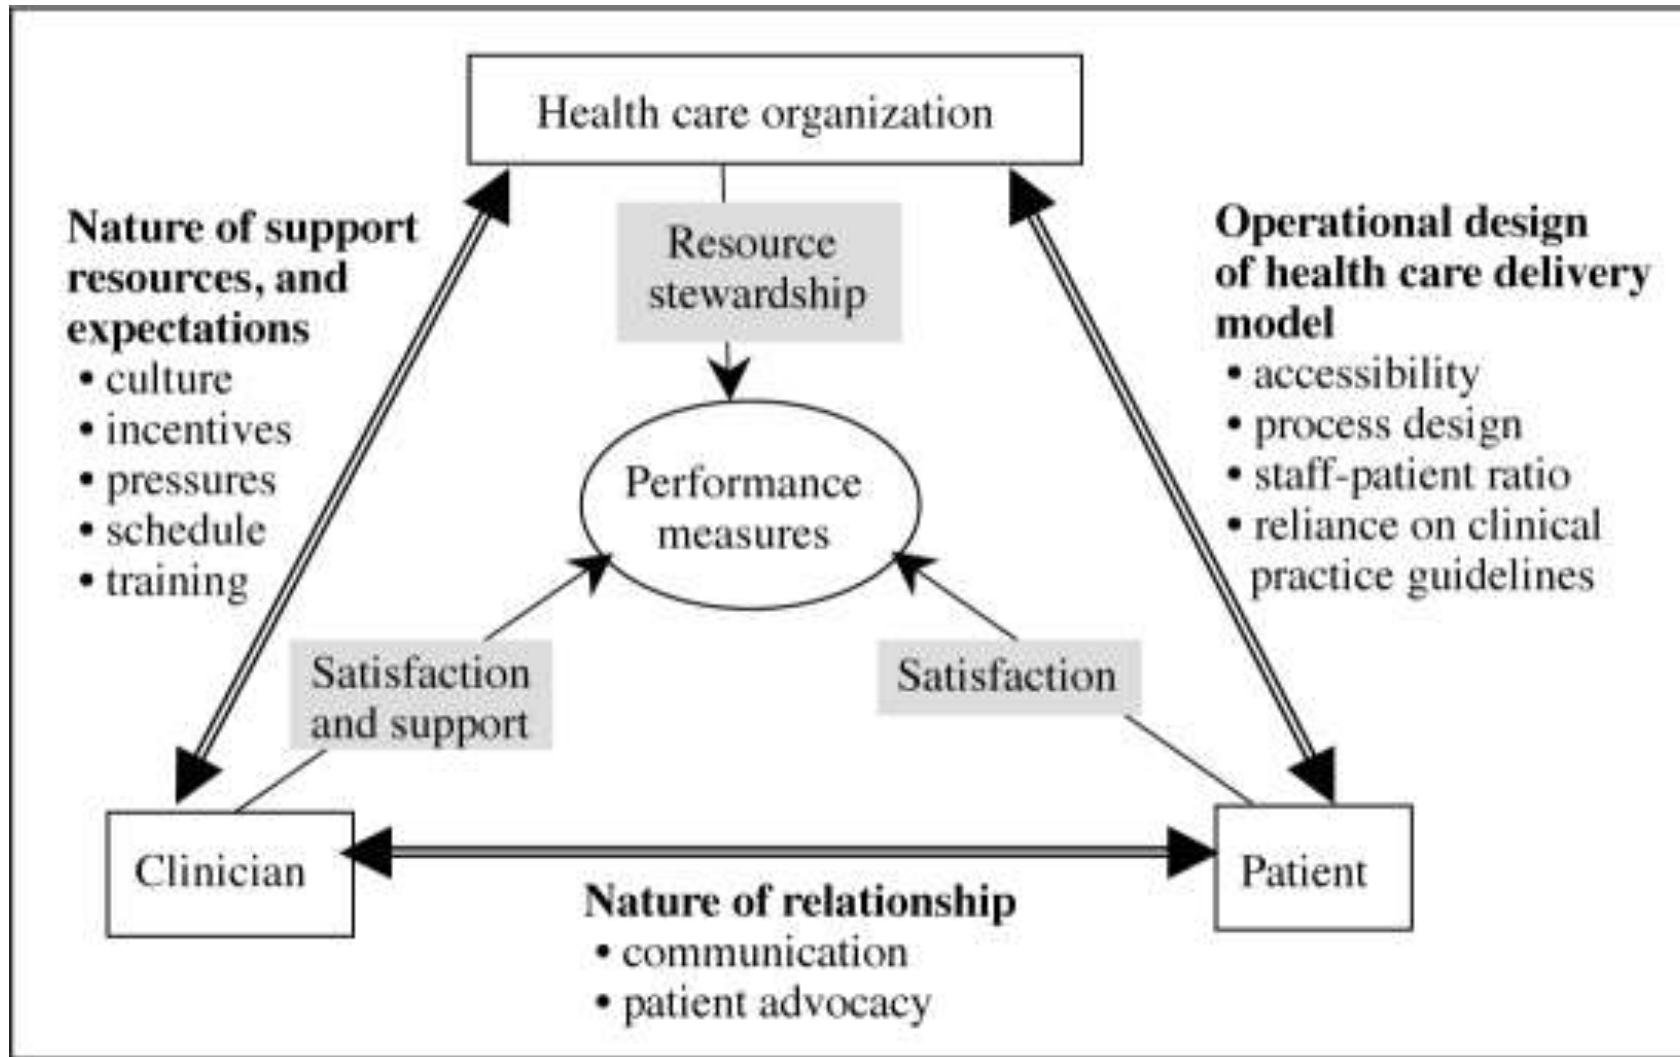 Health care organization
Nature of support
resources, and
expectations
• culture
• incentives
• pressures
• schedule
• training
Resource
stewardship
Operational design
of health care delivery
model
• accessibility
• process design
• staff-patient ratio
• reliance on clinical
practice guidelines
Performance
measures
Satisfaction
and support
Satisfaction
Clinician
Patient
Nature of relationship
• communication
• patient advocacy